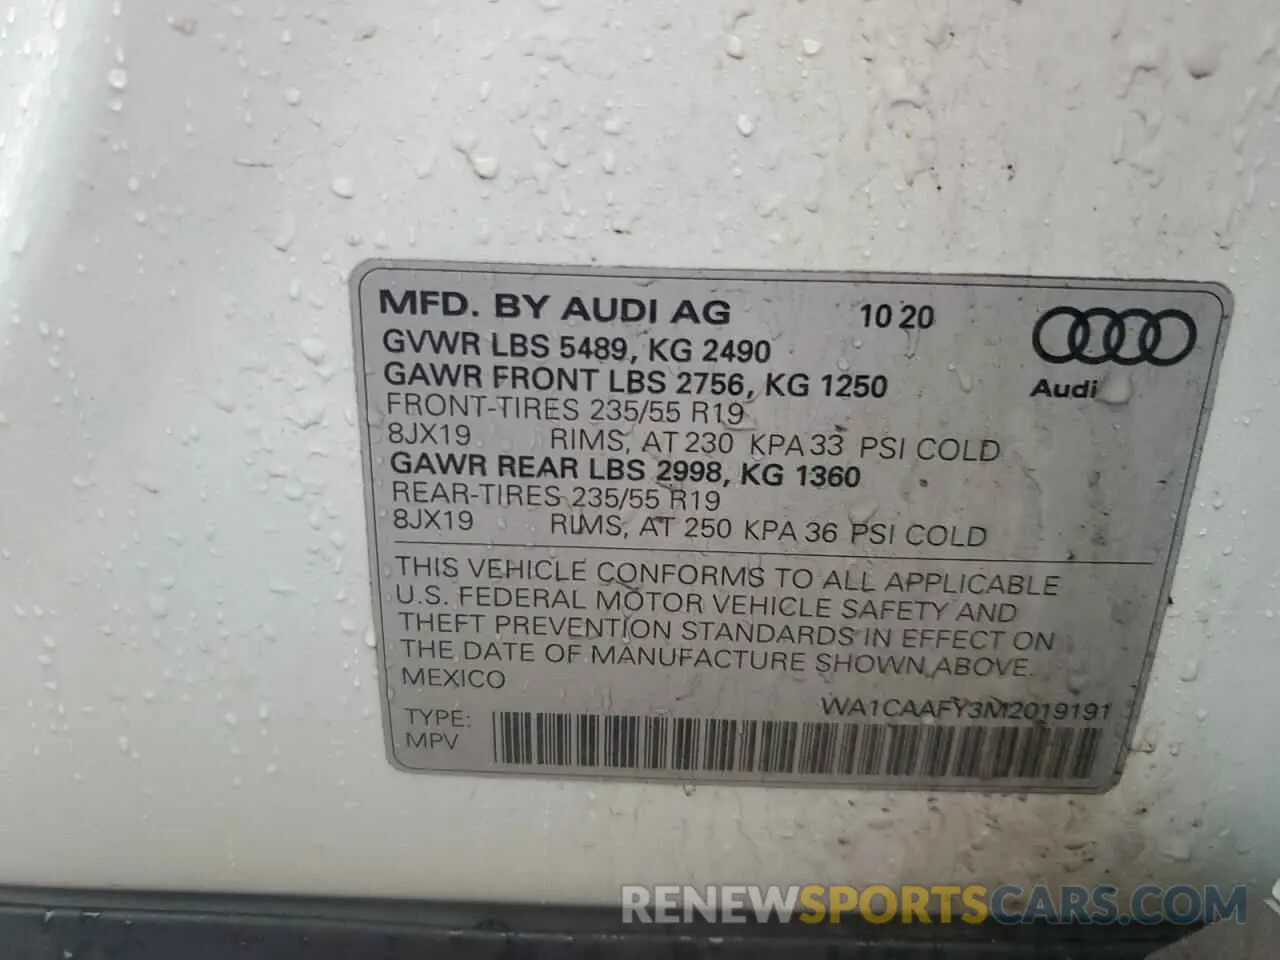 MFD. BY AUDI AG 10 20
GVWR LBS 5489, KG 2490
GAWR FRONT LBS 2756, KG 1250
Audi
FRONT-TIRES 235/55 R19
8JX19 RIMS, AT 230 KPA 33 PSI COLD
GAWR REAR LBS 2998, KG 1360
REAR-TIRES 235/55 R19
8JX19 RIMS, AT 250 KPA 36 PSI COLD
THIS VEHICLE CONFORMS TO ALL APPLICABLE
U.S. FEDERAL MOTOR VEHICLE SAFETY AND
THEFT PREVENTION STANDARDS IN EFFECT ON
THE DATE OF MANUFACTURE SHOWN ABOVE.
MEXICO
WA1CAAFY3M2019191
TYPE:
MPV
RENEWSPORTSCARS.COM